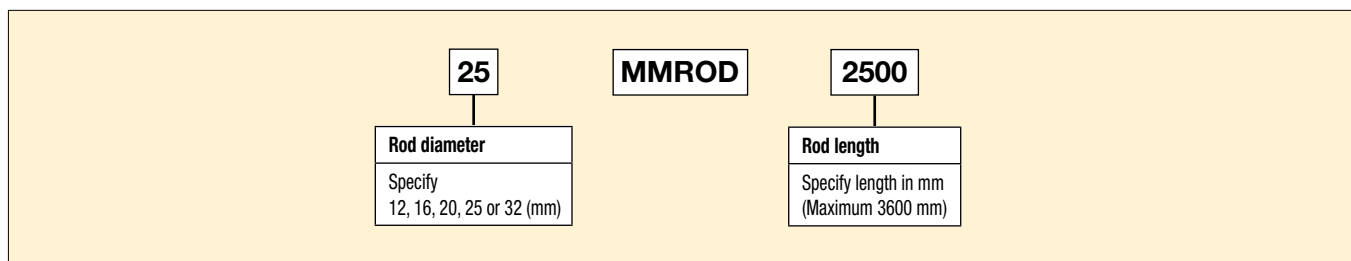 25 MMROD 2500
Rod diameter
Specify
12, 16, 20, 25 or 32 (mm)
Rod length
Specify length in mm
(Maximum 3600 mm)